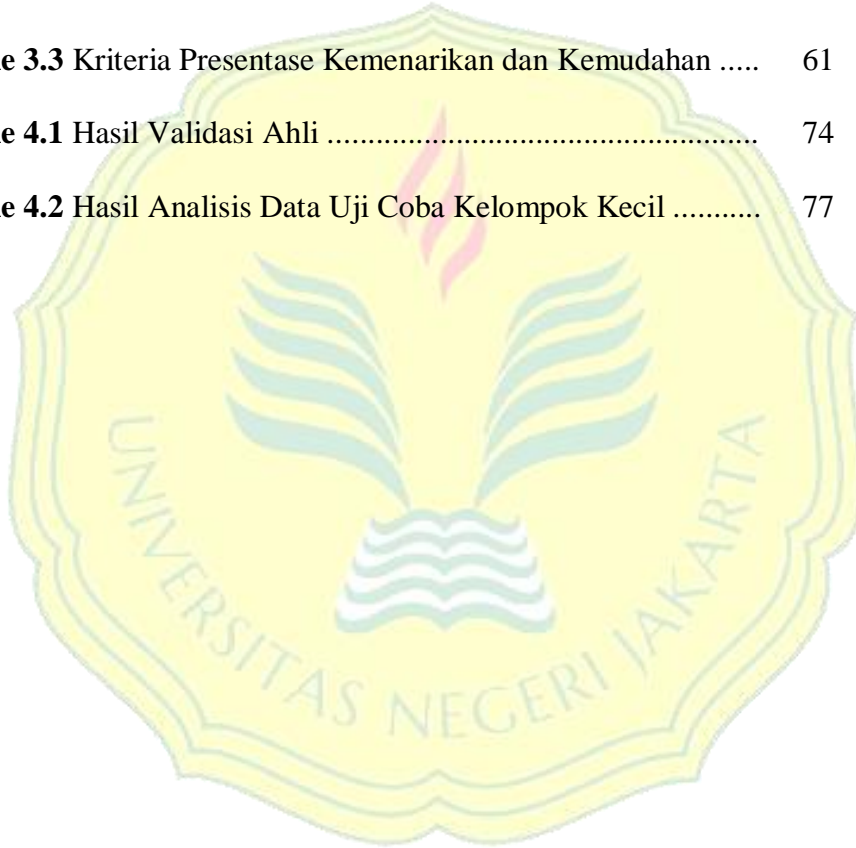 e 3.3 Kriteria Presentase Kemenarikan dan Kemudahan ..... 61
e 4.1 Hasil Validasi Ahli ..................................................... 74
e 4.2 Hasil Analisis Data Uji Coba Kelompok Kecil ........... 77
UNIVERSITAS NEGERI JAKARTA